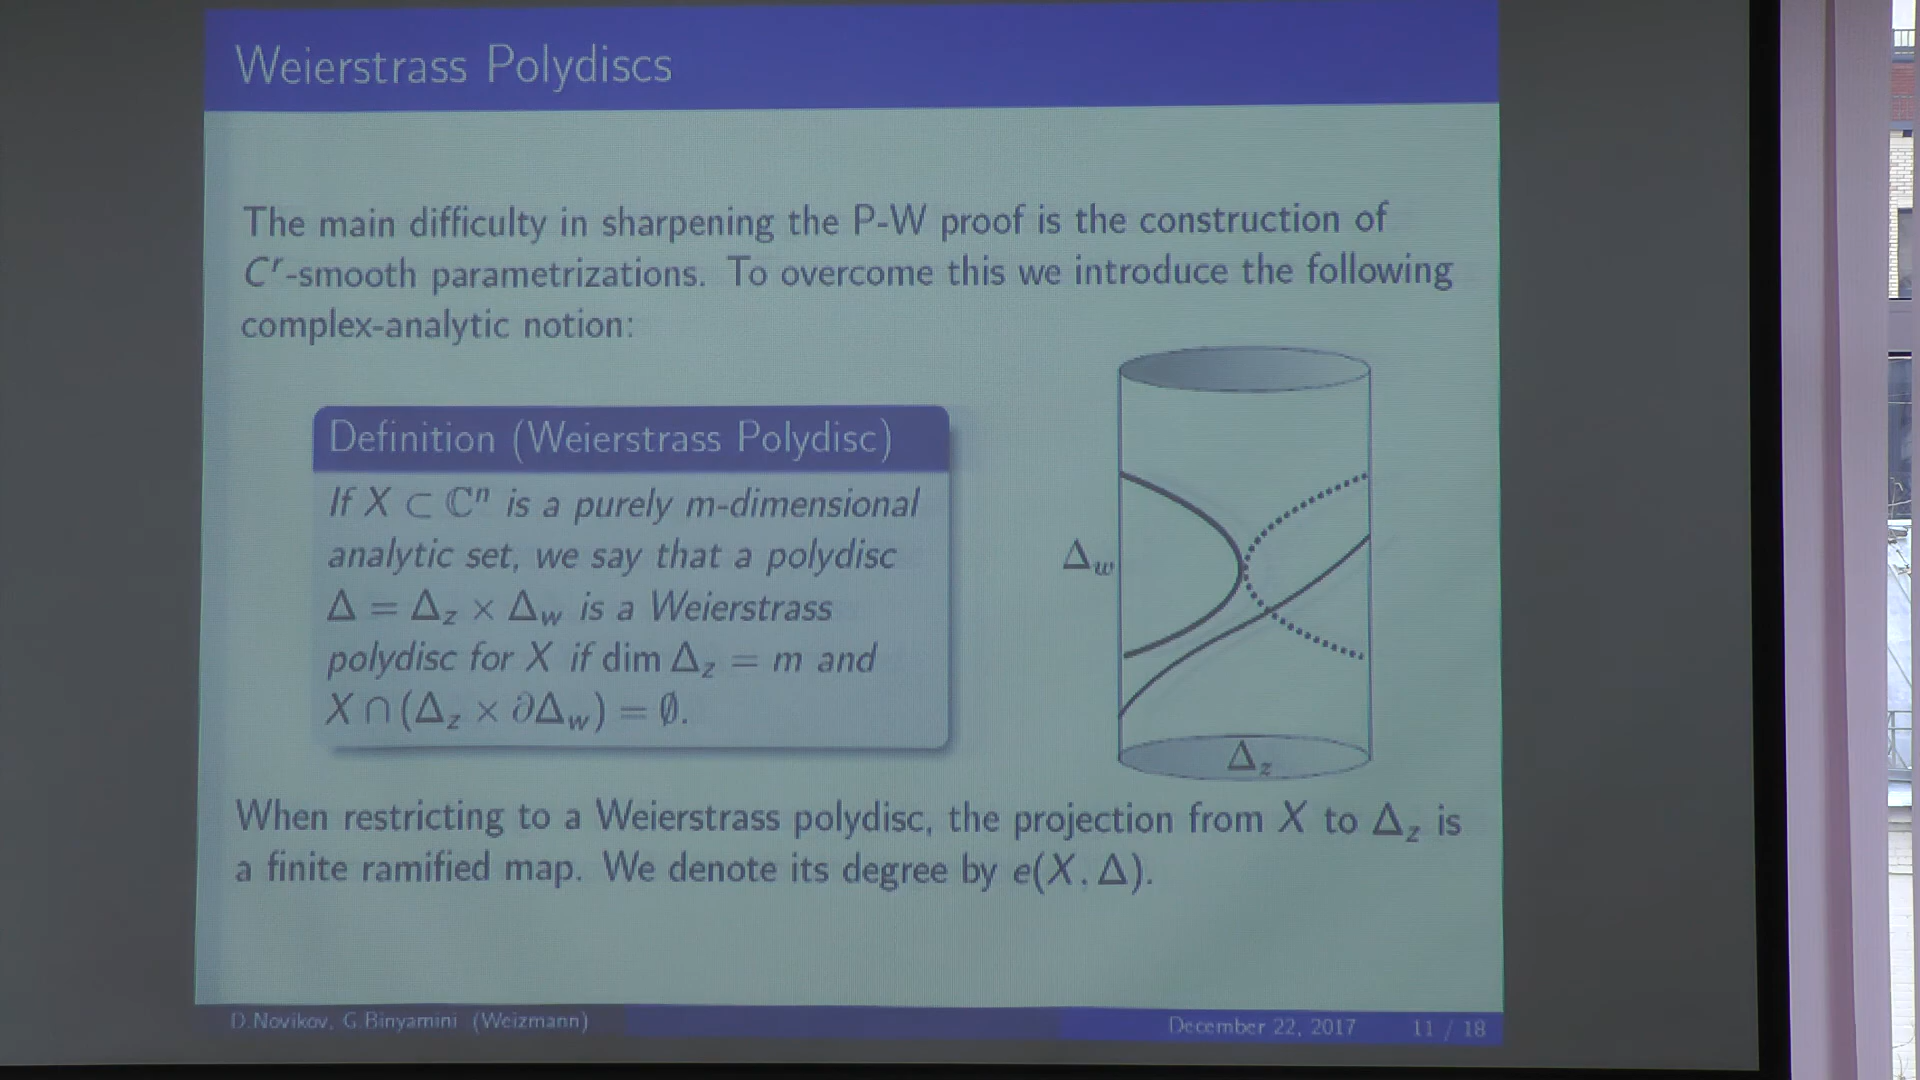 Weierstrass Polydiscs
The main difficulty in sharpening the P-W proof is the construction of
Cʳ-smooth parametrizations. To overcome this we introduce the following
complex-analytic notion:
Definition (Weierstrass Polydisc)
If X ⊂ ℂⁿ is a purely m-dimensional
analytic set, we say that a polydisc
Δ = Δ_z × Δ_w is a Weierstrass
polydisc for X if dim Δ_z = m and
X ∩ (Δ_z × ∂Δ_w) = ∅.
Δ_w
Δ_z
When restricting to a Weierstrass polydisc, the projection from X to Δ_z is
a finite ramified map. We denote its degree by e(X, Δ).
D.Novikov, G.Binyamini (Weizmann)
December 22, 2017
11 / 18